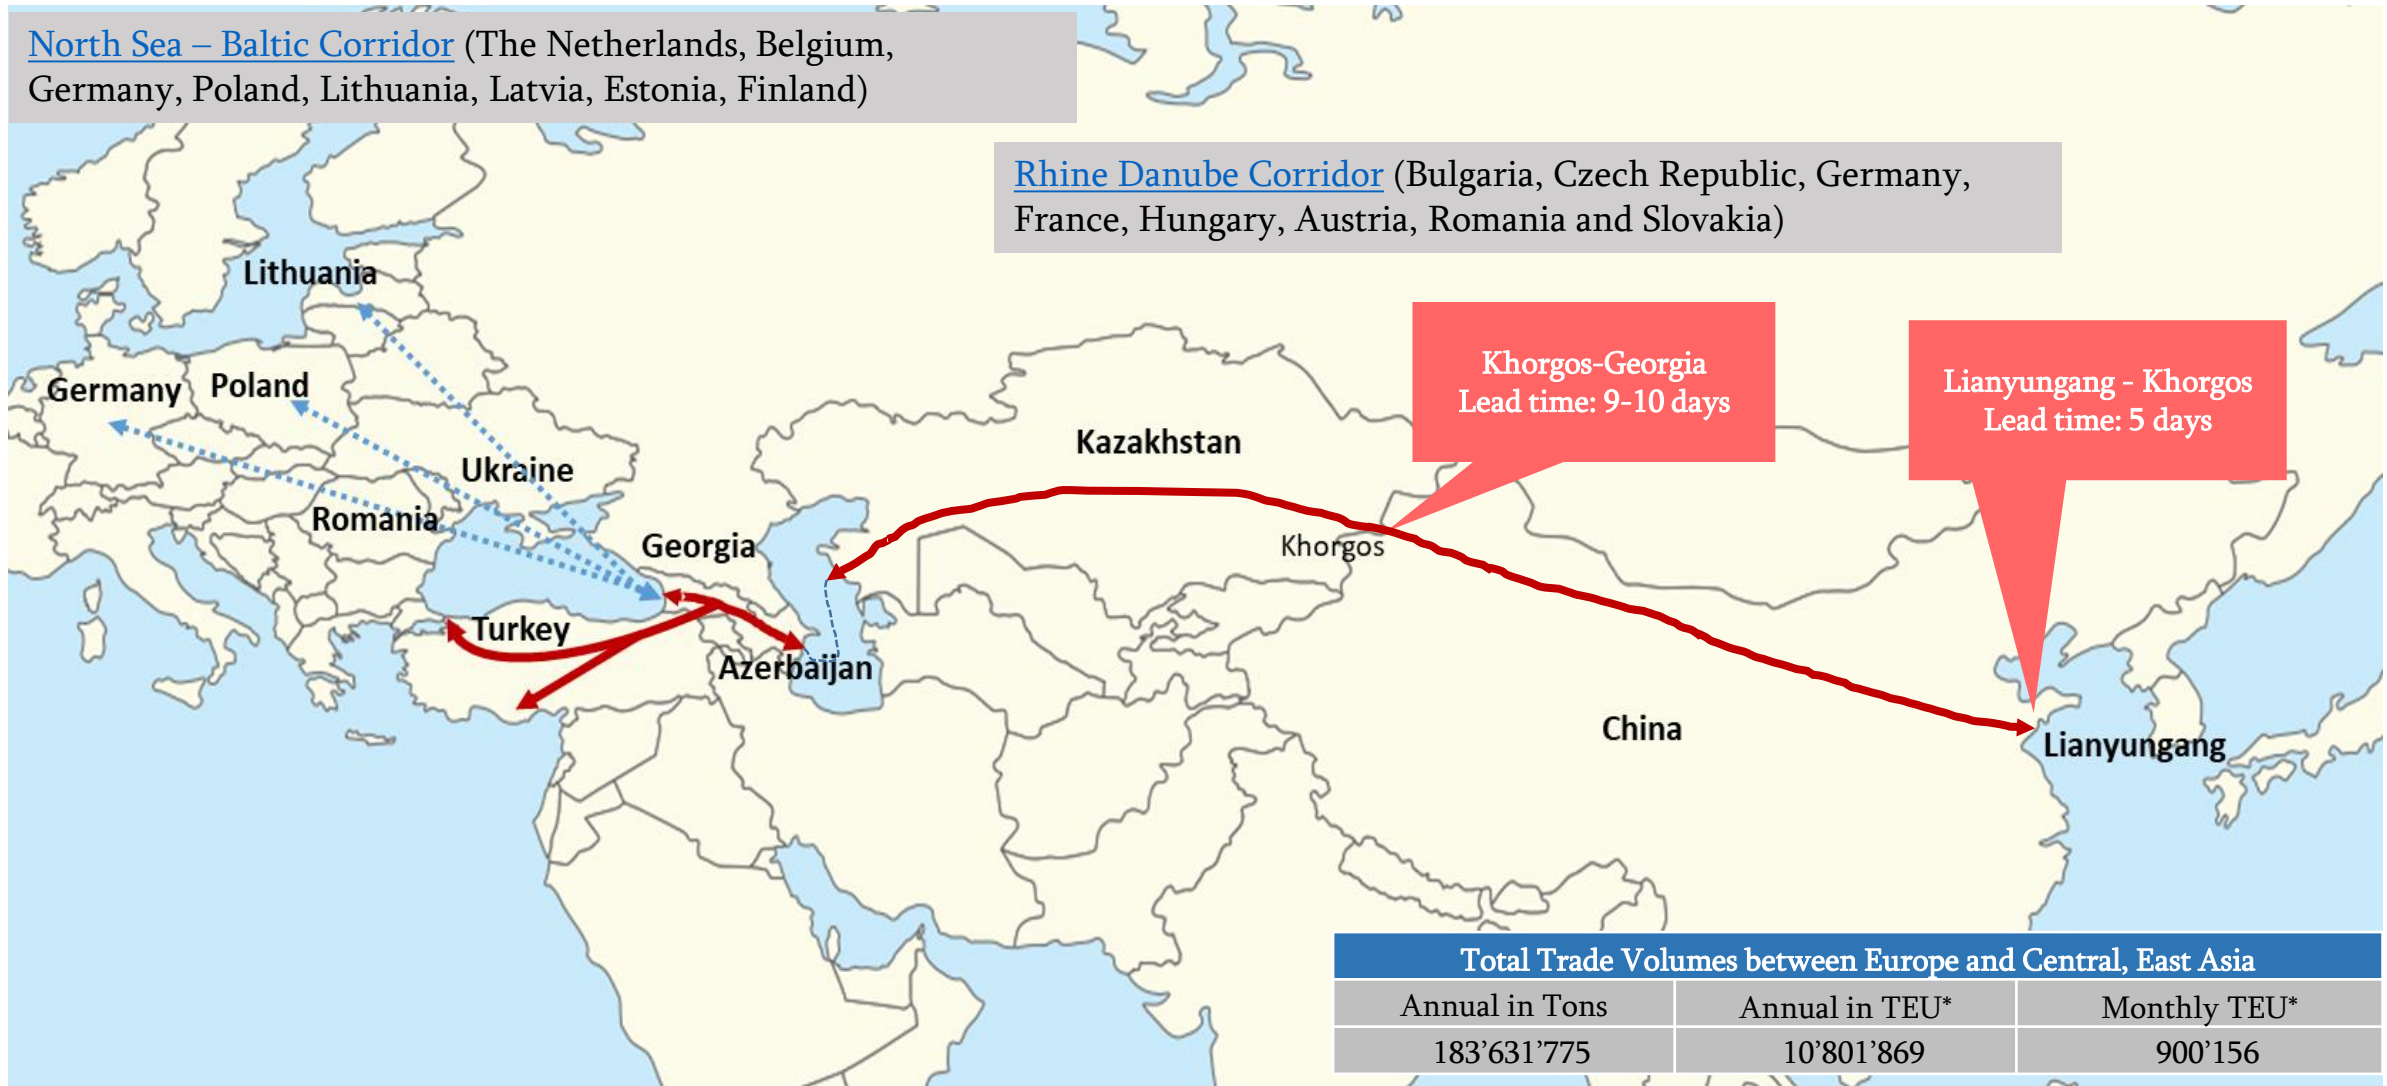 North Sea – Baltic Corridor (The Netherlands, Belgium,
Germany, Poland, Lithuania, Latvia, Estonia, Finland)
Rhine Danube Corridor (Bulgaria, Czech Republic, Germany,
France, Hungary, Austria, Romania and Slovakia)
Lithuania
Germany
Poland
Ukraine
Romania
Georgia
Turkey
Azerbaijan
Kazakhstan
Khorgos-Georgia
Lead time: 9-10 days
Lianyungang - Khorgos
Lead time: 5 days
Khorgos
China
Lianyungang
Total Trade Volumes between Europe and Central, East Asia
Annual in Tons
Annual in TEU*
Monthly TEU*
183’631’775
10’801’869
900’156